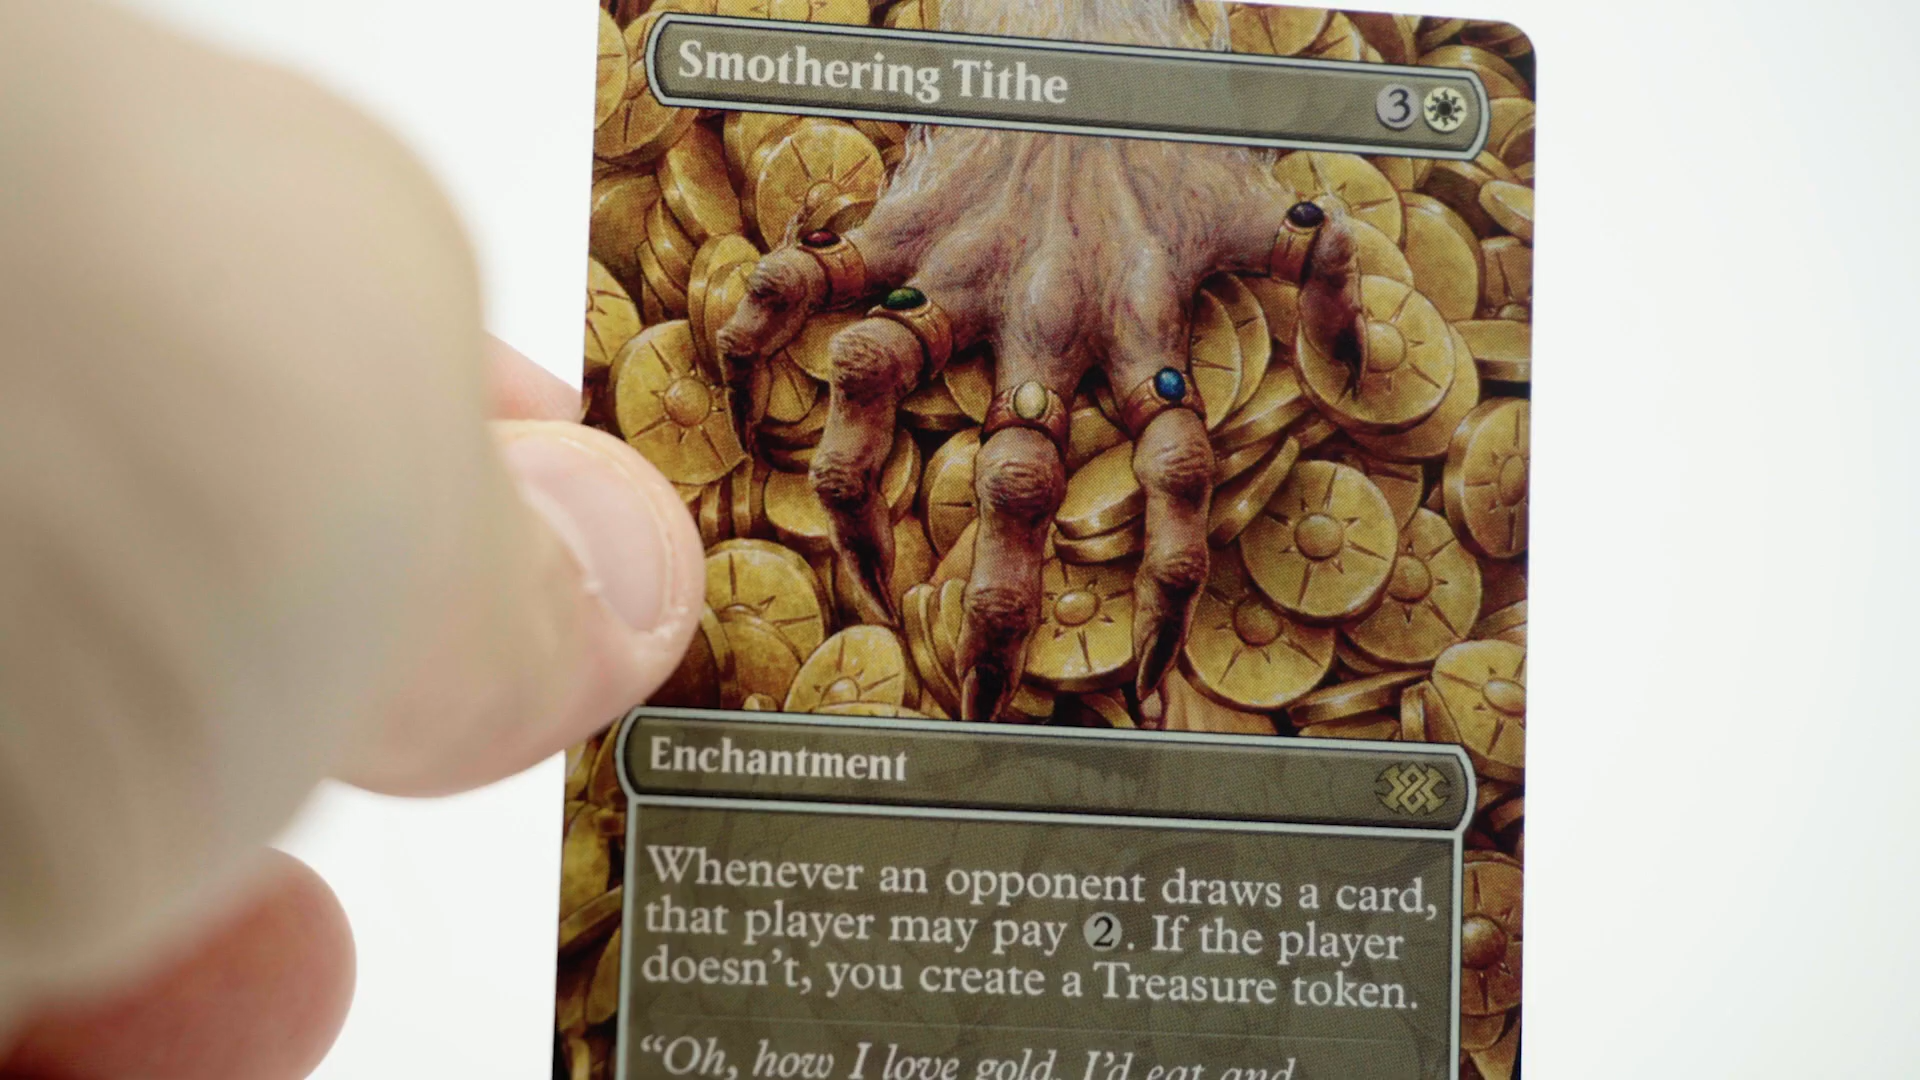 Smothering Tithe 3
Enchantment
Whenever an opponent draws a card,
that player may pay 2. If the player
doesn't, you create a Treasure token.
"Oh, how I love gold. I'd eat and